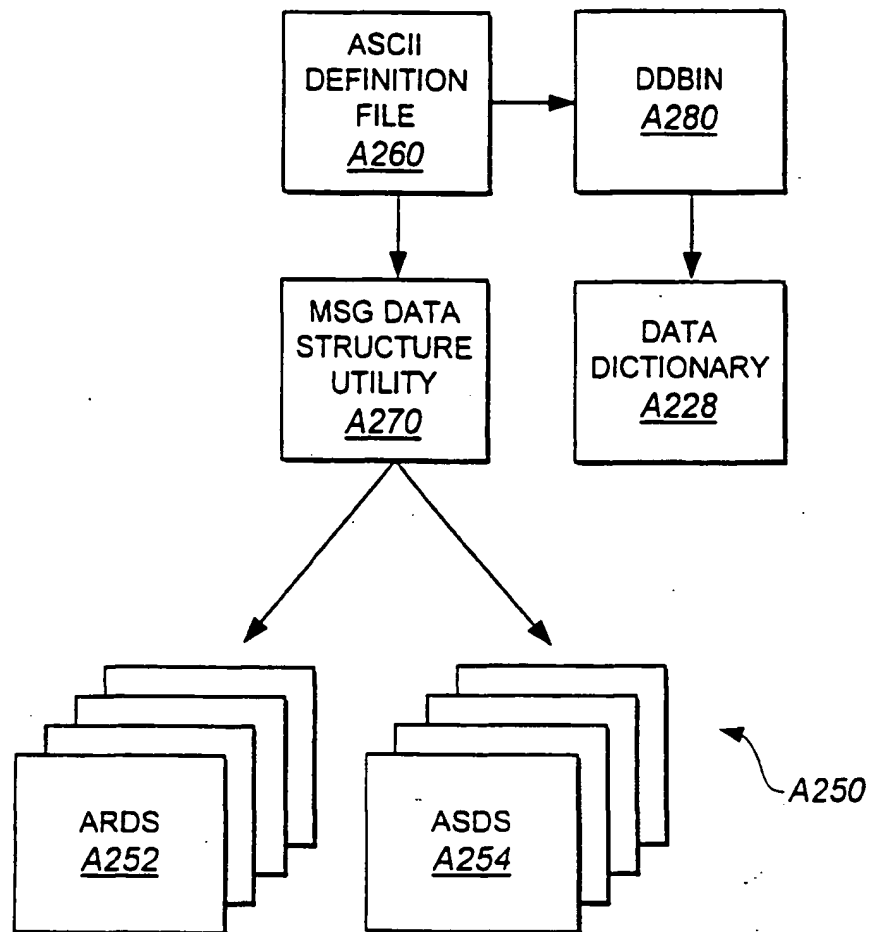 ASCII
DEFINITION
FILE
A260
DDBIN
A280
MSG DATA
STRUCTURE
UTILITY
A270
DATA
DICTIONARY
A228
ARDS
A252
ASDS
A254
A250